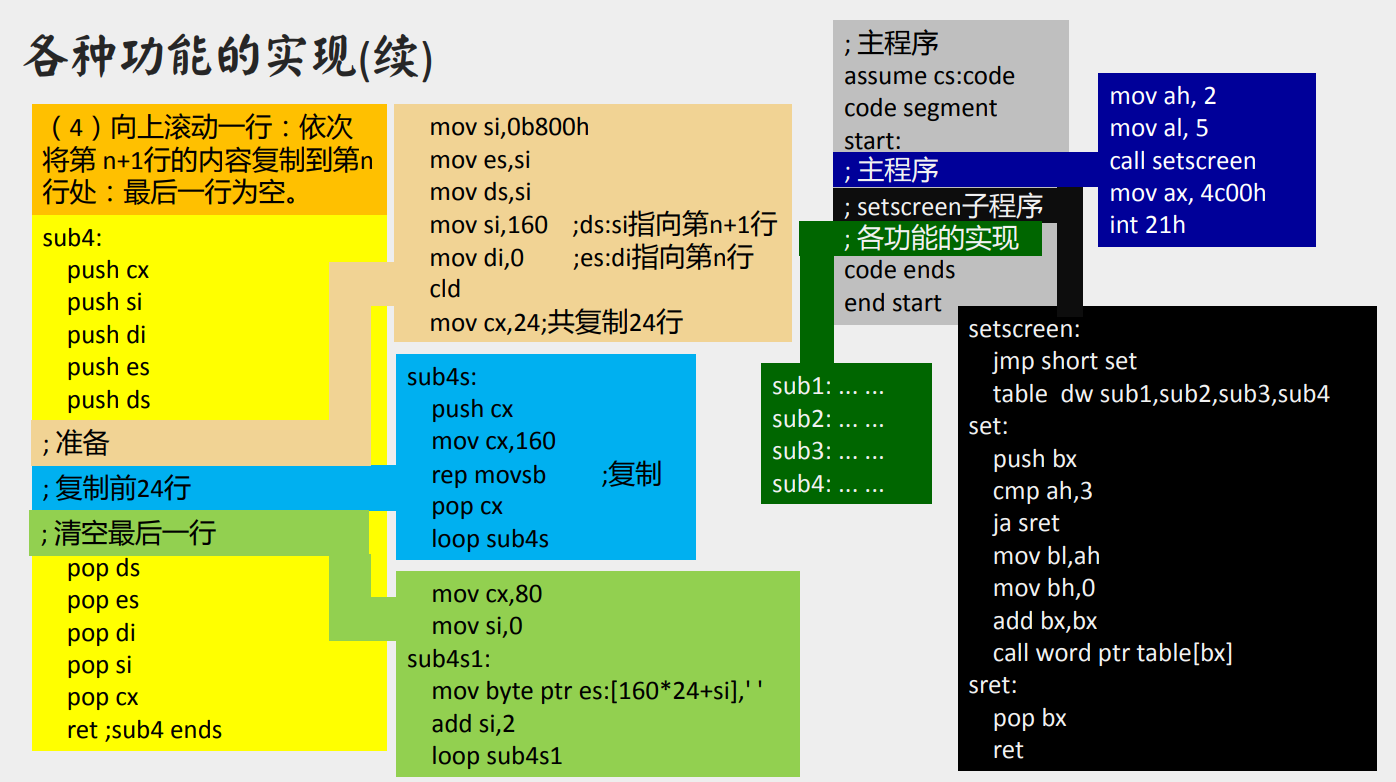 各种功能的实现(续)
（4）向上滚动一行：依次
将第 n+1行的内容复制到第n
行处：最后一行为空。
sub4:
push cx
push si
push di
push es
push ds
; 准备
; 复制前24行
; 清空最后一行
pop ds
pop es
pop di
pop si
pop cx
ret ;sub4 ends
mov si,0b800h
mov es,si
mov ds,si
mov si,160 ;ds:si指向第n+1行
mov di,0 ;es:di指向第n行
cld
mov cx,24;共复制24行
sub4s:
push cx
mov cx,160
rep movsb ;复制
pop cx
loop sub4s
mov cx,80
mov si,0
sub4s1:
mov byte ptr es:[160*24+si],' '
add si,2
loop sub4s1
; 主程序
assume cs:code
code segment
start:
; 主程序
; setscreen子程序
; 各功能的实现
code ends
end start
mov ah, 2
mov al, 5
call setscreen
mov ax, 4c00h
int 21h
sub1: ... ...
sub2: ... ...
sub3: ... ...
sub4: ... ...
setscreen:
jmp short set
table dw sub1,sub2,sub3,sub4
set:
push bx
cmp ah,3
ja sret
mov bl,ah
mov bh,0
add bx,bx
call word ptr table[bx]
sret:
pop bx
ret